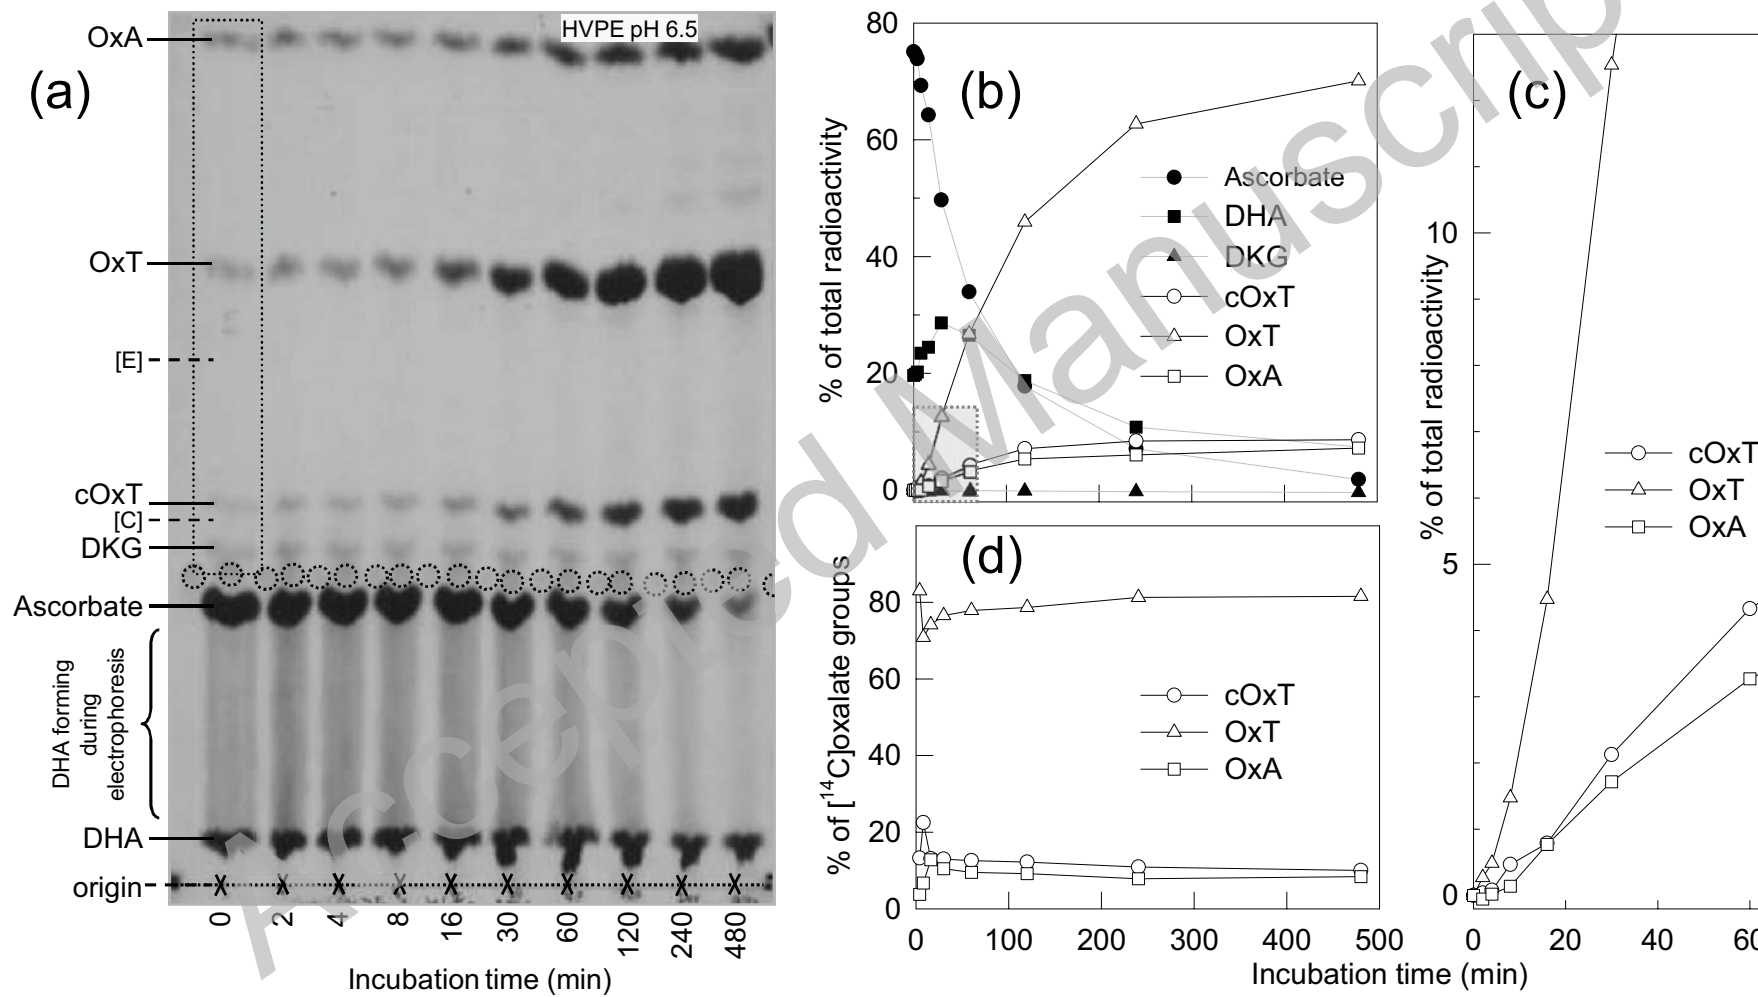 HVPE pH 6.5
(a)
OxA
OxT
[E]
cOxT
[C]
DKG
Ascorbate
DHA forming
during
electrophoresis
DHA
origin
X X X X X X X X X X
0 2 4 8 16 30 60 120 240 480
Incubation time (min)
(b)
% of total radioactivity
80
60
40
20
0
Ascorbate
DHA
DKG
cOxT
OxT
OxA
(d)
% of [¹⁴C]oxalate groups
80
60
40
20
0
cOxT
OxT
OxA
0 100 200 300 400 500
Incubation time (min)
(c)
% of total radioactivity
10
5
0
cOxT
OxT
OxA
0 20 40
Accepted Manuscrip